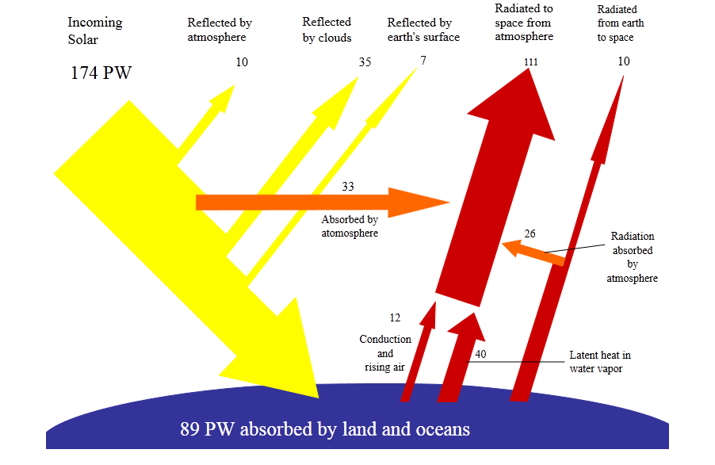 Incoming
Solar
174 PW
Reflected by
atmosphere
10
Reflected
by clouds
35
Reflected by
earth's surface
7
Radiated to
space from
atmosphere
111
Radiated
from earth
to space
10
33
Absorbed by
atomosphere
26
Radiation
absorbed
by
atmosphere
12
Conduction
and
rising air
40
Latent heat in
water vapor
89 PW absorbed by land and oceans